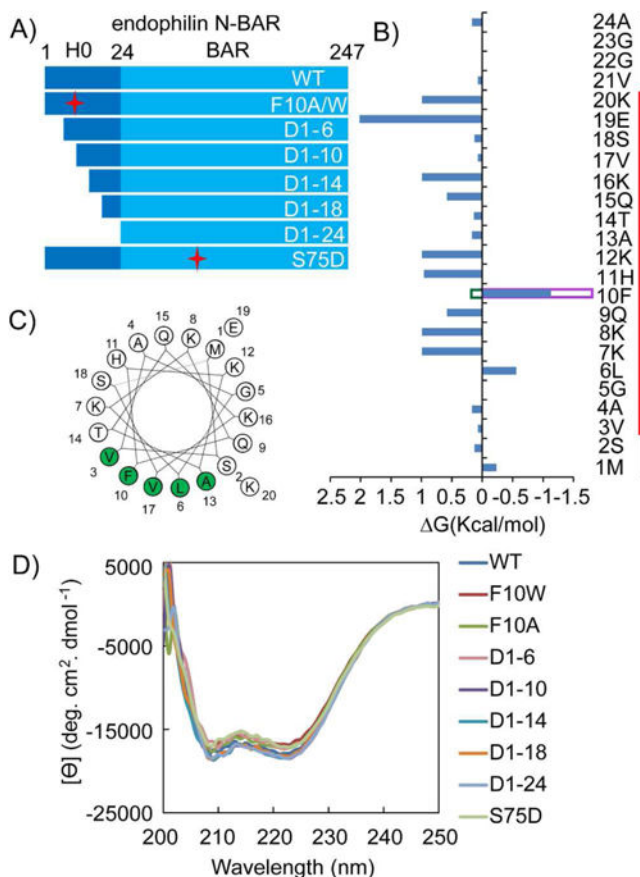 A)
endophilin N-BAR
1 H0 24 BAR 247
WT
F10A/W
D1-6
D1-10
D1-14
D1-18
D1-24
S75D
B)
24A
23G
22G
21V
20K
19E
18S
17V
16K
15Q
14T
13A
12K
11H
10F
9Q
8K
7K
6L
5G
4A
3V
2S
1M
2.5 2 1.5 1 0.5 0 -0.5 -1 -1.5
ΔG(Kcal/mol)
C)
15 8 19
4 Q K 1 E
11 A M 12
H K
18 S G 5
7 K K 16
14 T Q 9
V S
3 F V L A 2 K
10 17 6 13 20
D)
5000
-5000
-15000
-25000
200 210 220 230 240 250
[Θ] (deg. cm². dmol⁻¹)
Wavelength (nm)
WT
F10W
F10A
D1-6
D1-10
D1-14
D1-18
D1-24
S75D